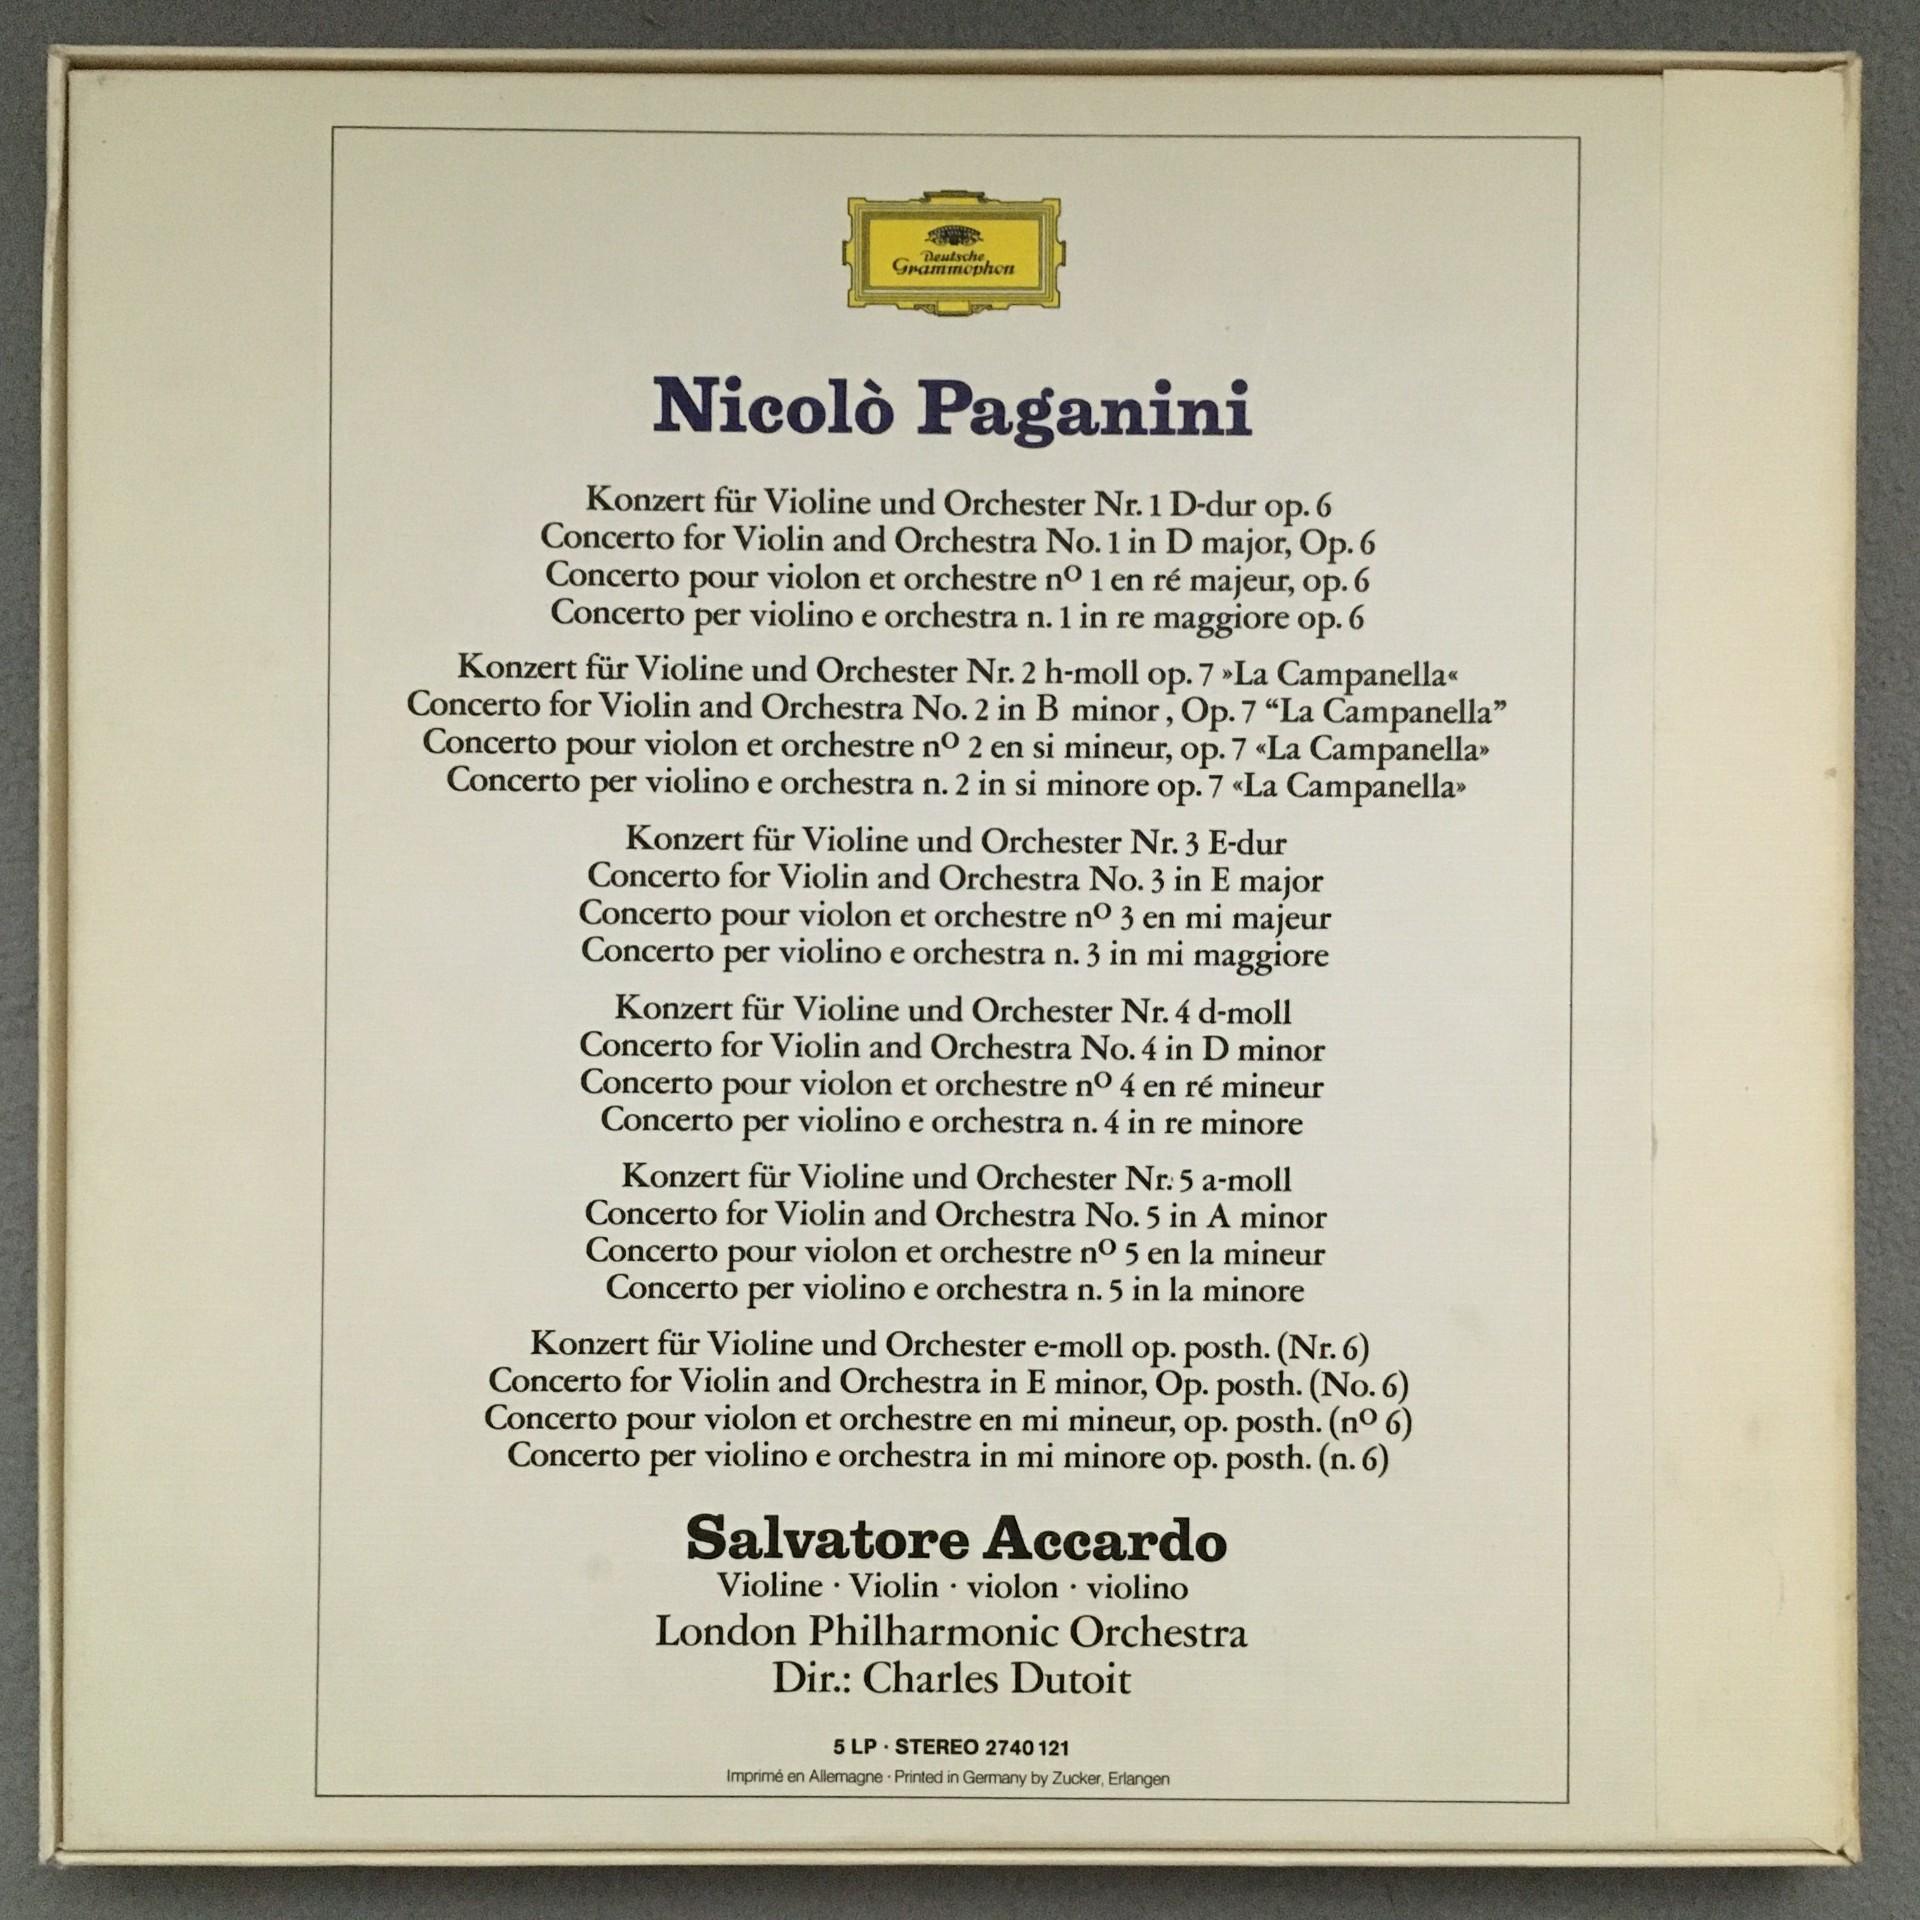 Deutsche
Grammophon
Nicolò Paganini
Konzert für Violine und Orchester Nr. 1 D-dur op. 6
Concerto for Violin and Orchestra No. 1 in D major, Op. 6
Concerto pour violon et orchestre nº 1 en ré majeur, op. 6
Concerto per violino e orchestra n. 1 in re maggiore op. 6
Konzert für Violine und Orchester Nr. 2 h-moll op. 7 »La Campanella«
Concerto for Violin and Orchestra No. 2 in B minor, Op. 7 “La Campanella”
Concerto pour violon et orchestre nº 2 en si mineur, op. 7 «La Campanella»
Concerto per violino e orchestra n. 2 in si minore op. 7 «La Campanella»
Konzert für Violine und Orchester Nr. 3 E-dur
Concerto for Violin and Orchestra No. 3 in E major
Concerto pour violon et orchestre nº 3 en mi majeur
Concerto per violino e orchestra n. 3 in mi maggiore
Konzert für Violine und Orchester Nr. 4 d-moll
Concerto for Violin and Orchestra No. 4 in D minor
Concerto pour violon et orchestre nº 4 en ré mineur
Concerto per violino e orchestra n. 4 in re minore
Konzert für Violine und Orchester Nr. 5 a-moll
Concerto for Violin and Orchestra No. 5 in A minor
Concerto pour violon et orchestre nº 5 en la mineur
Concerto per violino e orchestra n. 5 in la minore
Konzert für Violine und Orchester e-moll op. posth. (Nr. 6)
Concerto for Violin and Orchestra in E minor, Op. posth. (No. 6)
Concerto pour violon et orchestre en mi mineur, op. posth. (nº 6)
Concerto per violino e orchestra in mi minore op. posth. (n. 6)
Salvatore Accardo
Violine · Violin · violon · violino
London Philharmonic Orchestra
Dir.: Charles Dutoit
5 LP · STEREO 2740 121
Imprimé en Allemagne · Printed in Germany by Zucker, Erlangen